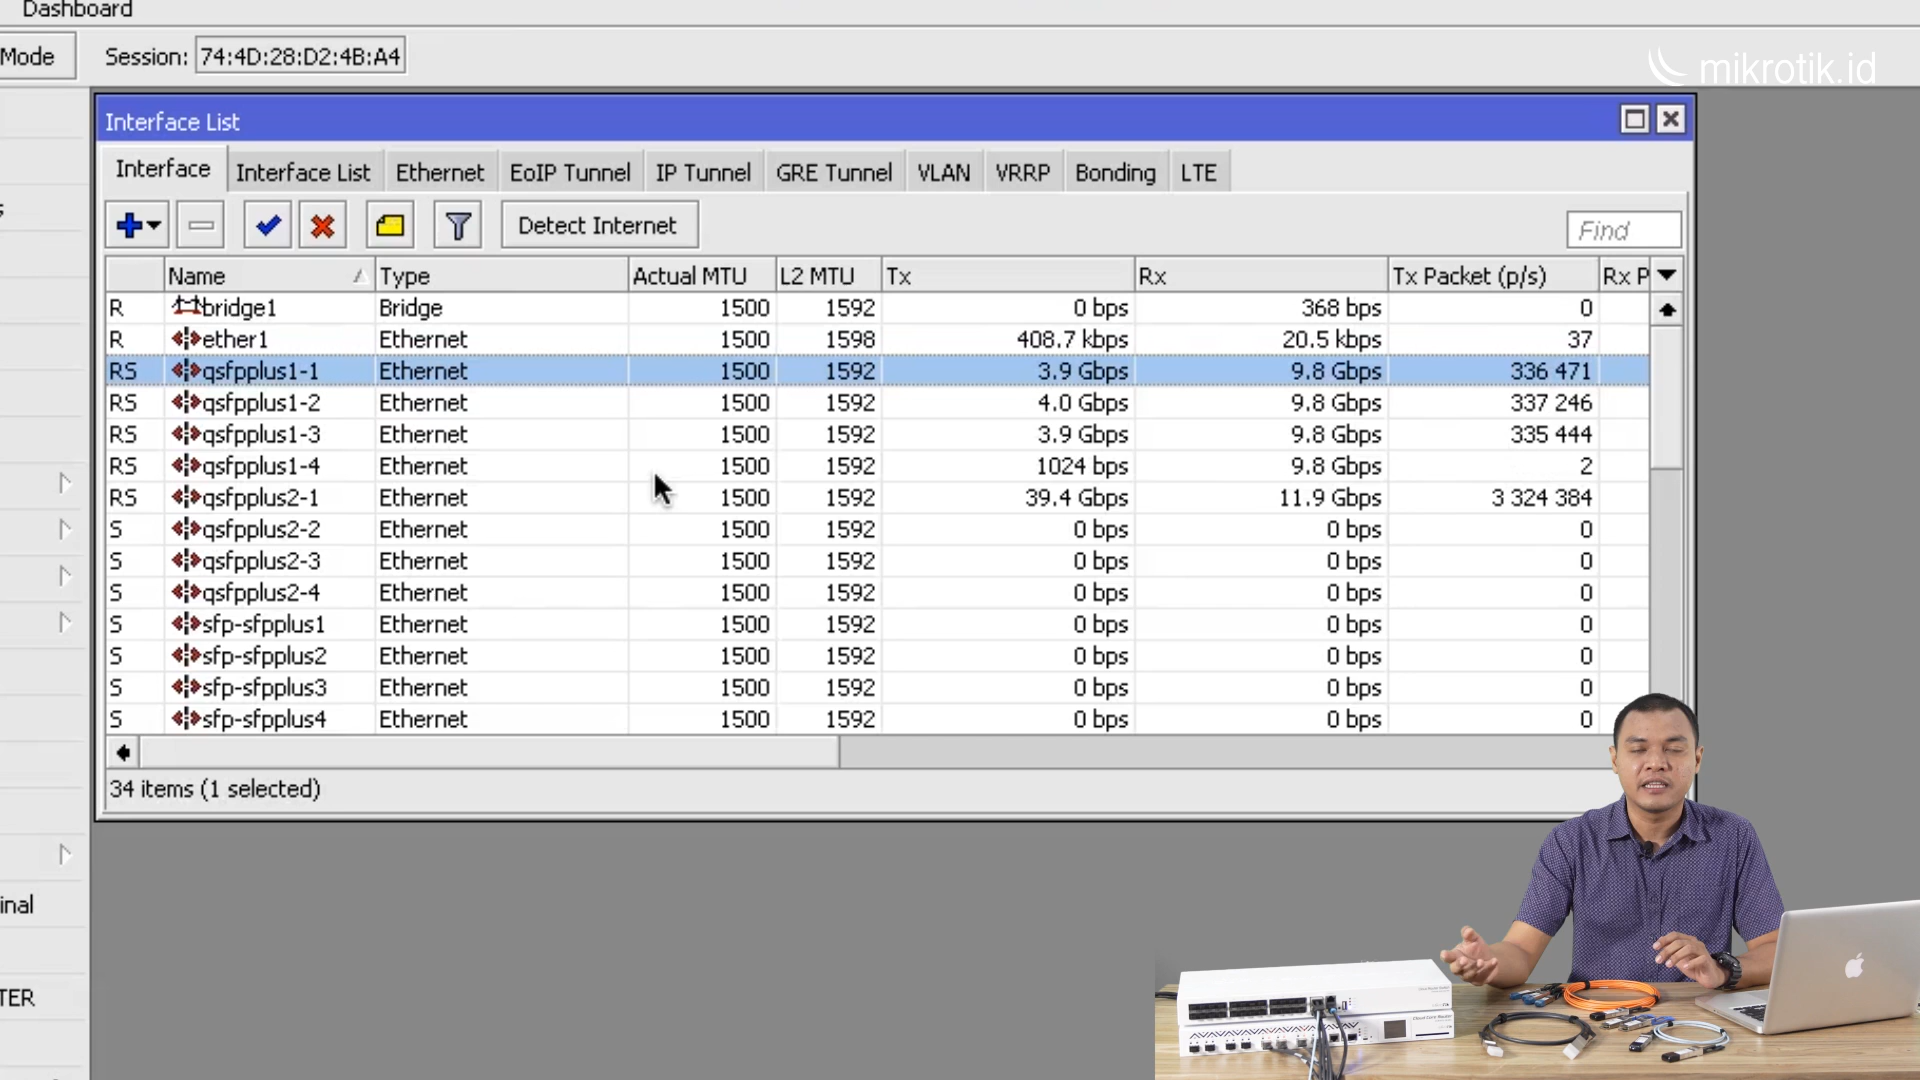 Dashboard
Mode
Session: 74:4D:28:D2:4B:A4
mikrotik.id
Interface List
Interface Interface List Ethernet EoIP Tunnel IP Tunnel GRE Tunnel VLAN VRRP Bonding LTE
Detect Internet Find
Name Type Actual MTU L2 MTU Tx Rx Tx Packet (p/s) Rx P
R bridge1 Bridge 1500 1592 0 bps 368 bps 0
R ether1 Ethernet 1500 1598 408.7 kbps 20.5 kbps 37
RS qsfpplus1-1 Ethernet 1500 1592 3.9 Gbps 9.8 Gbps 336 471
RS qsfpplus1-2 Ethernet 1500 1592 4.0 Gbps 9.8 Gbps 337 246
RS qsfpplus1-3 Ethernet 1500 1592 3.9 Gbps 9.8 Gbps 335 444
RS qsfpplus1-4 Ethernet 1500 1592 1024 bps 9.8 Gbps 2
RS qsfpplus2-1 Ethernet 1500 1592 39.4 Gbps 11.9 Gbps 3 324 384
S qsfpplus2-2 Ethernet 1500 1592 0 bps 0 bps 0
S qsfpplus2-3 Ethernet 1500 1592 0 bps 0 bps 0
S qsfpplus2-4 Ethernet 1500 1592 0 bps 0 bps 0
S sfp-sfpplus1 Ethernet 1500 1592 0 bps 0 bps 0
S sfp-sfpplus2 Ethernet 1500 1592 0 bps 0 bps 0
S sfp-sfpplus3 Ethernet 1500 1592 0 bps 0 bps 0
S sfp-sfpplus4 Ethernet 1500 1592 0 bps 0 bps 0
34 items (1 selected)
inal
TER